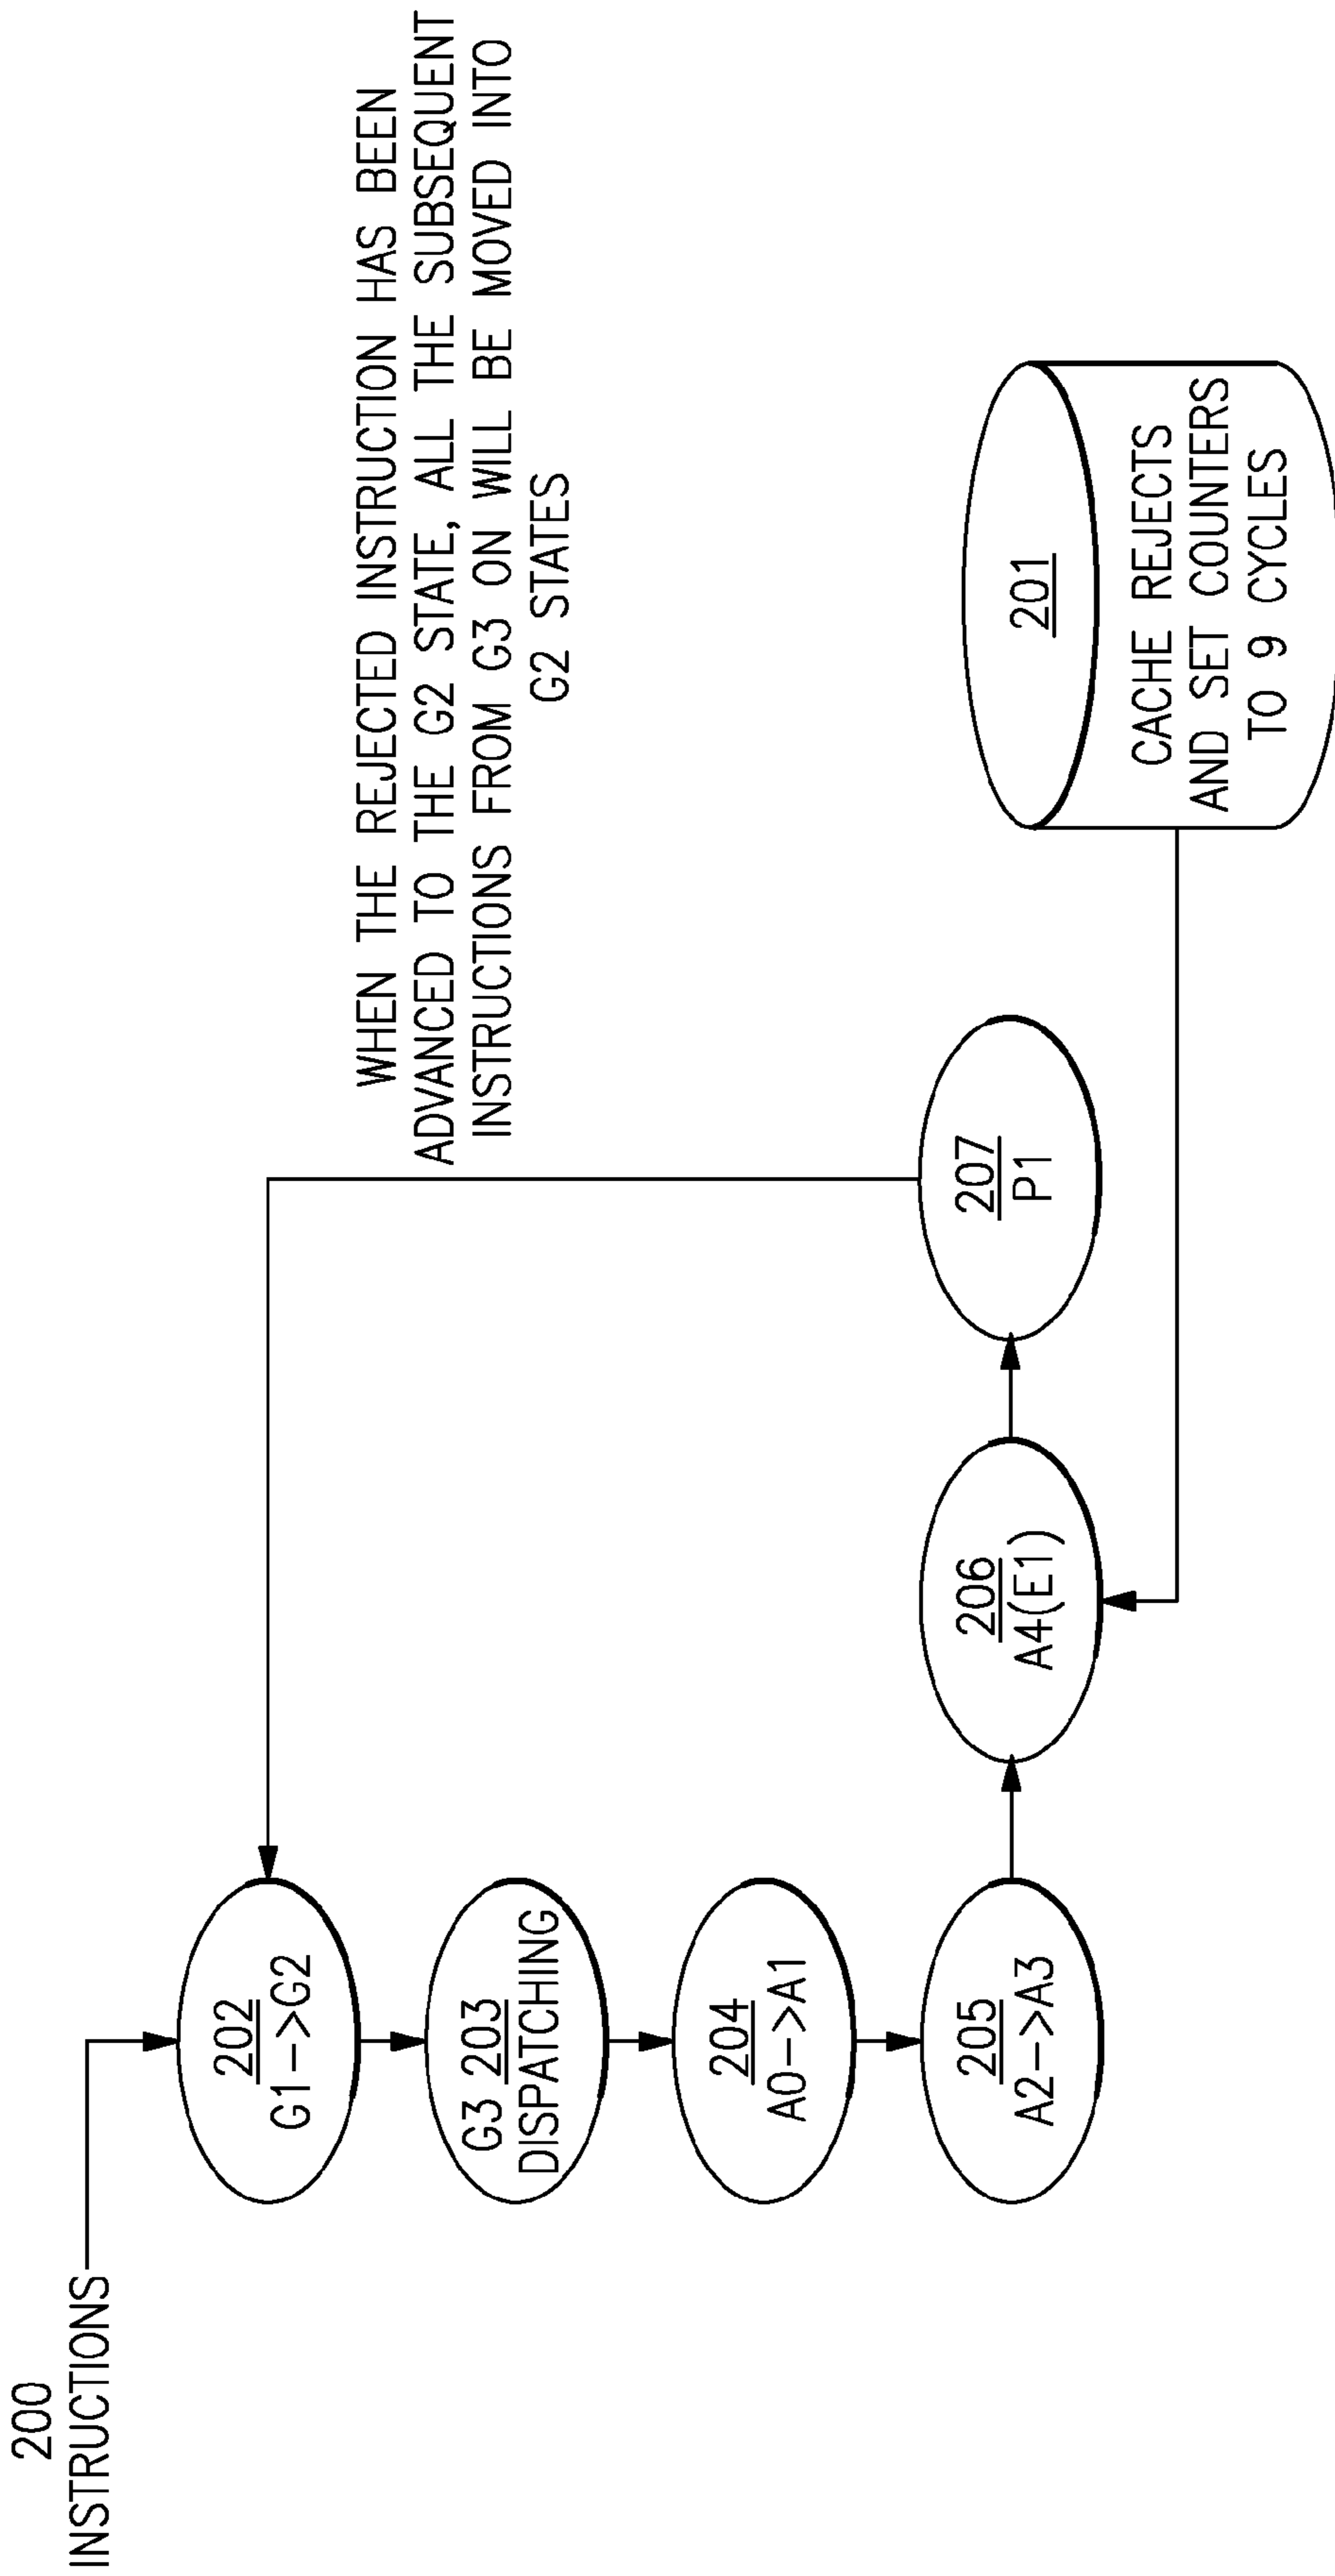 200
INSTRUCTIONS
202
G1->G2
G3 203
DISPATCHING
204
A0->A1
205
A2->A3
206
A4(E1)
207
P1
WHEN THE REJECTED INSTRUCTION HAS BEEN
ADVANCED TO THE G2 STATE, ALL THE SUBSEQUENT
INSTRUCTIONS FROM G3 ON WILL BE MOVED INTO
G2 STATES
201
CACHE REJECTS
AND SET COUNTERS
TO 9 CYCLES